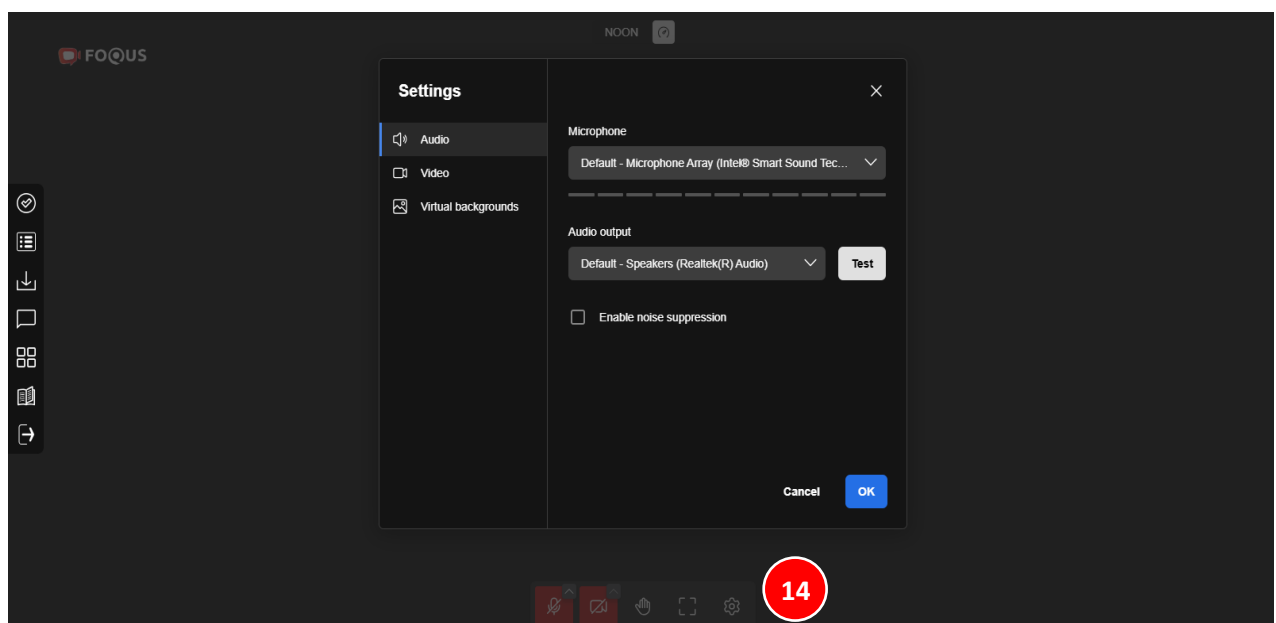 NOON
FOQUS
Settings
Audio
Video
Virtual backgrounds
Microphone
Default - Microphone Array (Intel® Smart Sound Tec...
Audio output
Default - Speakers (Realtek(R) Audio)
Test
Enable noise suppression
Cancel
OK
14